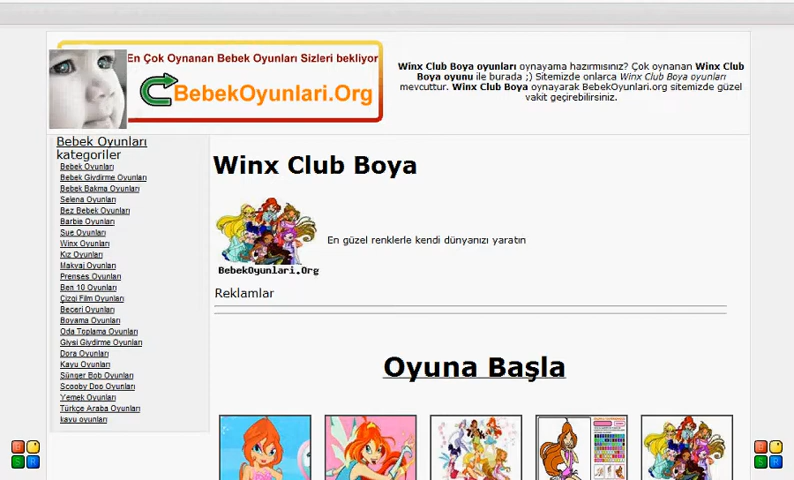 En Çok Oynanan Bebek Oyunları Sizleri bekliyor
BebekOyunlari.Org
Winx Club Boya oyunları oynayama hazırmısınız? Çok oynanan Winx Club
Boya oyunu ile burada ;) Sitemizde onlarca Winx Club Boya oyunları
mevcuttur. Winx Club Boya oynayarak BebekOyunlari.org sitemizde güzel
vakit geçirebilirsiniz.
Bebek Oyunları
kategoriler
Bebek Oyunları
Bebek Giydirme Oyunları
Bebek Bakma Oyunları
Selena Oyunları
Bez Bebek Oyunları
Barbie Oyunları
Sue Oyunları
Winx Oyunları
Kız Oyunları
Makyaj Oyunları
Prenses Oyunları
Ben 10 Oyunları
Çizgi Film Oyunları
Beceri Oyunları
Boyama Oyunları
Oda Toplama Oyunları
Giysi Giydirme Oyunları
Dora Oyunları
Kayu Oyunları
Sünger Bob Oyunları
Scooby Doo Oyunları
Yemek Oyunları
Türkçe Araba Oyunları
kayu oyunları
Winx Club Boya
BebekOyunlari.Org
En güzel renklerle kendi dünyanızı yaratın
Reklamlar
Oyuna Başla
B
S R
B
S R